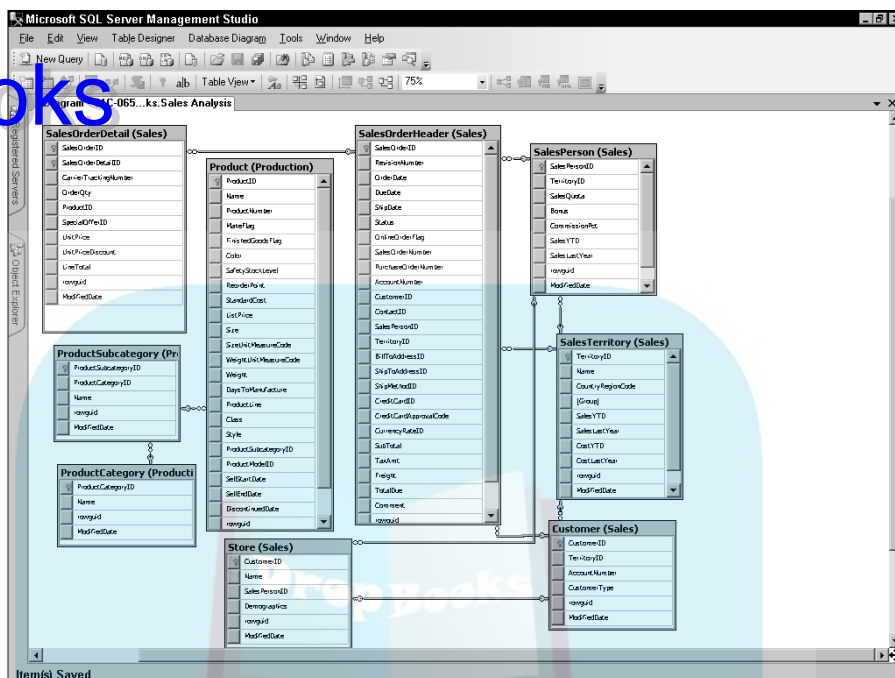 Microsoft SQL Server Management Studio
File Edit View Table Designer Database Diagram Tools Window Help
New Query
Table View 75%
oks
Diagram ks.Sales Analysis
Registered Servers
Object Explorer
SalesOrderDetail (Sales)
SalesOrderID
SalesOrderDetailID
CarrierTrackingNumber
OrderQty
ProductID
SpecialOfferID
UnitPrice
UnitPriceDiscount
LineTotal
rowguid
ModifiedDate
Product (Production)
ProductID
Name
ProductNumber
MakeFlag
FinishedGoodsFlag
Color
SafetyStockLevel
ReorderPoint
StandardCost
ListPrice
Size
SizeUnitMeasureCode
WeightUnitMeasureCode
Weight
DaysToManufacture
ProductLine
Class
Style
ProductSubcategoryID
ProductModelID
SellStartDate
SellEndDate
DiscontinuedDate
rowguid
SalesOrderHeader (Sales)
SalesOrderID
RevisionNumber
OrderDate
DueDate
ShipDate
Status
OnlineOrderFlag
SalesOrderNumber
PurchaseOrderNumber
AccountNumber
CustomerID
ContactID
SalesPersonID
TerritoryID
BillToAddressID
ShipToAddressID
ShipMethodID
CreditCardID
CreditCardApprovalCode
CurrencyRateID
SubTotal
TaxAmt
Freight
TotalDue
Comment
rowguid
SalesPerson (Sales)
SalesPersonID
TerritoryID
SalesQuota
Bonus
CommissionPct
SalesYTD
SalesLastYear
rowguid
ModifiedDate
SalesTerritory (Sales)
TerritoryID
Name
CountryRegionCode
[Group]
SalesYTD
SalesLastYear
CostYTD
CostLastYear
rowguid
ModifiedDate
ProductSubcategory (Pr
ProductSubcategoryID
ProductCategoryID
Name
rowguid
ModifiedDate
ProductCategory (Producti
ProductCategoryID
Name
rowguid
ModifiedDate
Store (Sales)
CustomerID
Name
SalesPersonID
Demographics
rowguid
ModifiedDate
Customer (Sales)
CustomerID
TerritoryID
AccountNumber
CustomerType
rowguid
ModifiedDate
DropBooks
Item(s) Saved